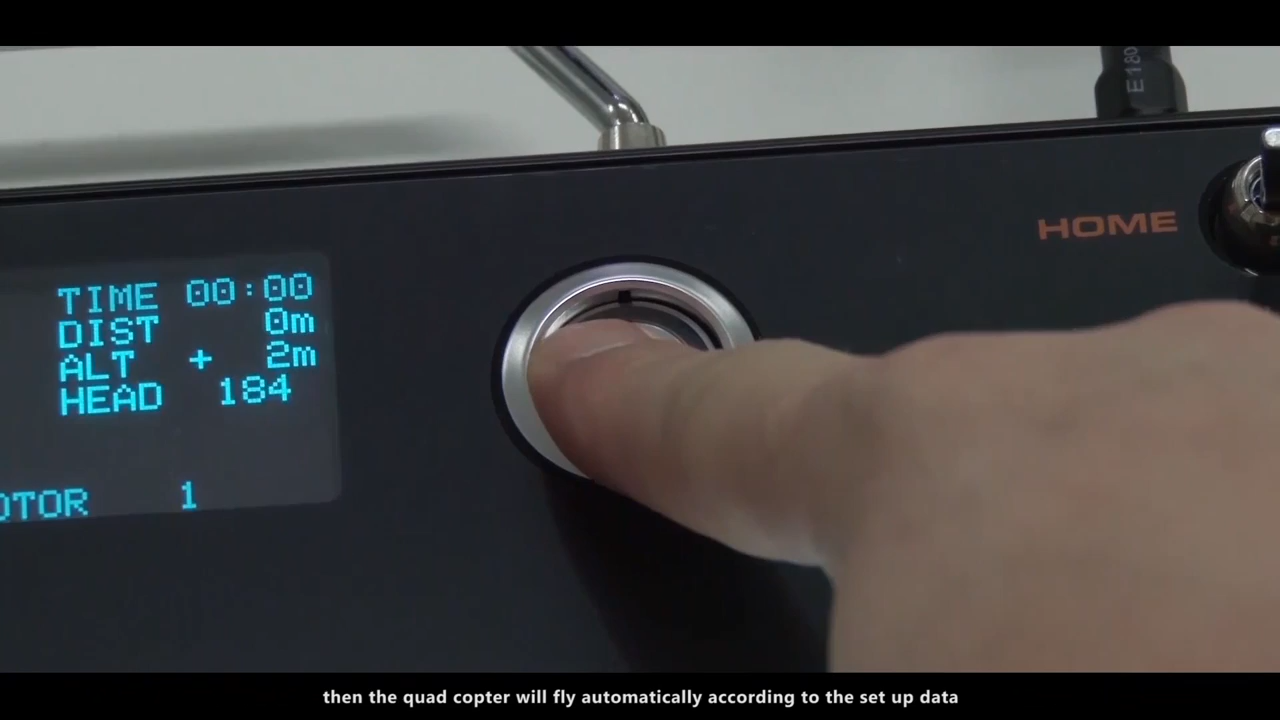 E180
HOME
TIME 00:00
DIST 0m
ALT + 2m
HEAD 184
OTOR 1
then the quad copter will fly automatically according to the set up data